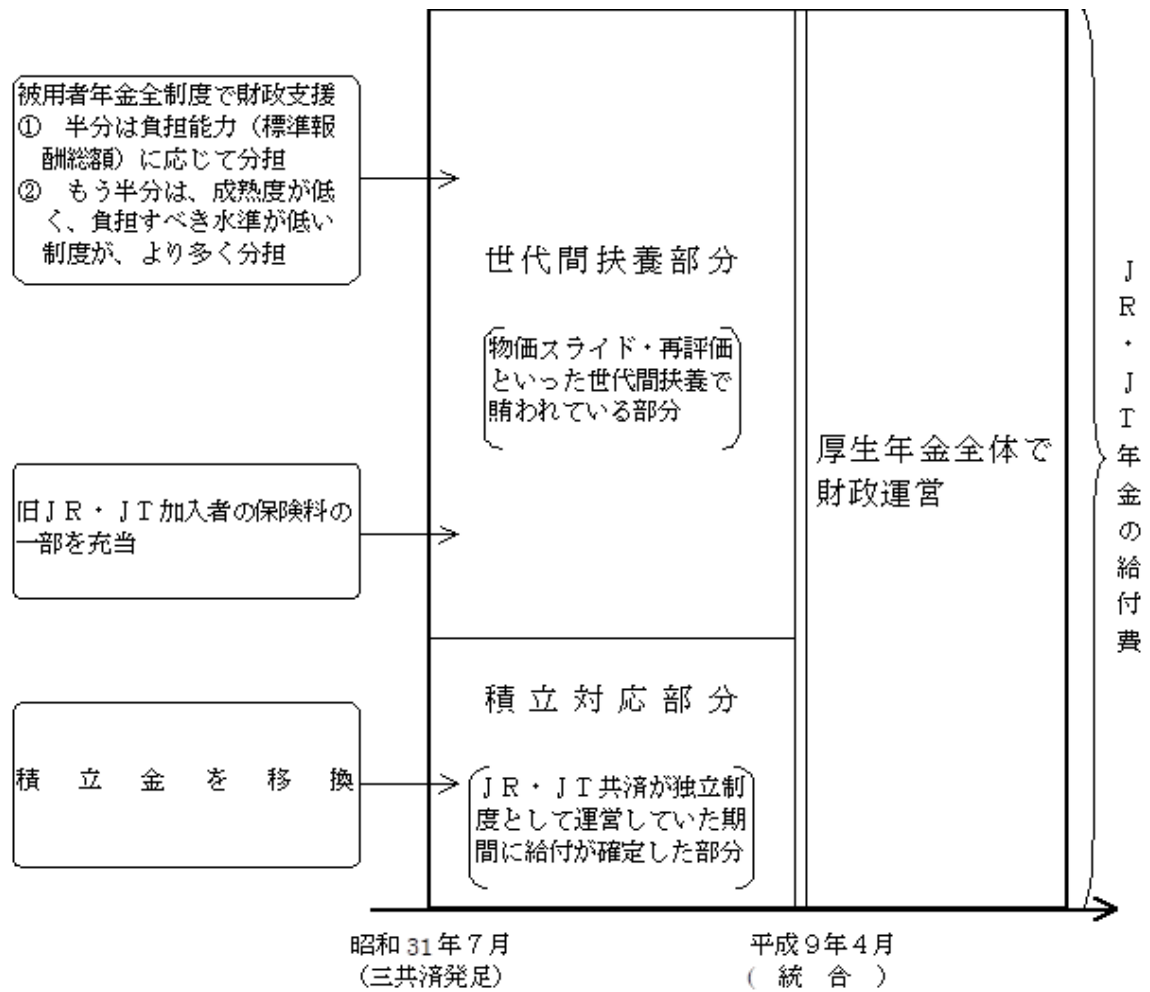 被用者年金全制度で財政支援
① 半分は負担能力（標準報
酬総額）に応じて分担
② もう半分は、成熟度が低
く、負担すべき水準が低い
制度が、より多く分担
旧ＪＲ・ＪＴ加入者の保険料の
一部を充当
積立金を移換
世代間扶養部分
物価スライド・再評価
といった世代間扶養で
賄われている部分
積立対応部分
ＪＲ・ＪＴ共済が独立制
度として運営していた期
間に給付が確定した部分
厚生年金全体で
財政運営
ＪＲ・ＪＴ年金の給付費
昭和31年７月
（三共済発足）
平成９年４月
（統合）